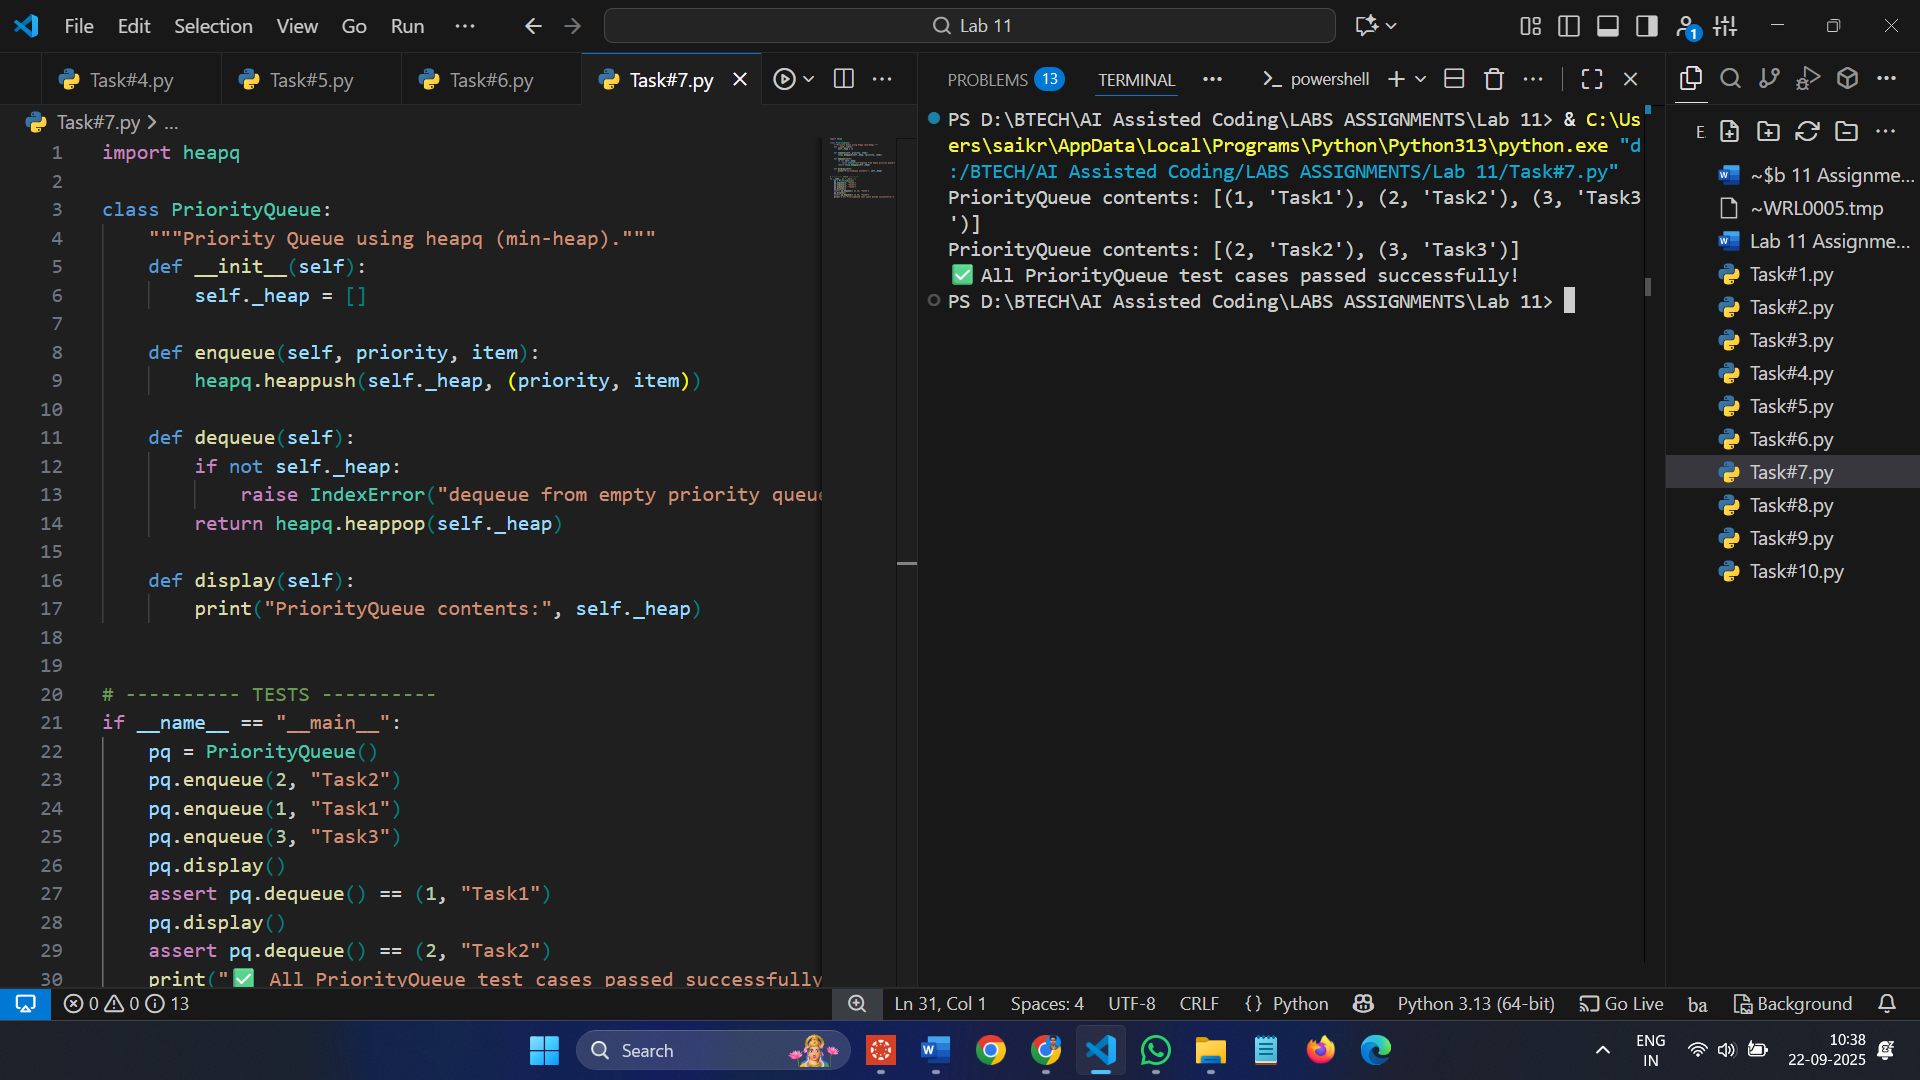 File Edit Selection View Go Run ··· Lab 11
Task#4.py Task#5.py Task#6.py Task#7.py
Task#7.py > ...
1 import heapq
2
3 class PriorityQueue:
4 """Priority Queue using heapq (min-heap)."""
5 def __init__(self):
6 self._heap = []
7
8 def enqueue(self, priority, item):
9 heapq.heappush(self._heap, (priority, item))
10
11 def dequeue(self):
12 if not self._heap:
13 raise IndexError("dequeue from empty priority queue
14 return heapq.heappop(self._heap)
15
16 def display(self):
17 print("PriorityQueue contents:", self._heap)
18
19
20 # ---------- TESTS ----------
21 if __name__ == "__main__":
22 pq = PriorityQueue()
23 pq.enqueue(2, "Task2")
24 pq.enqueue(1, "Task1")
25 pq.enqueue(3, "Task3")
26 pq.display()
27 assert pq.dequeue() == (1, "Task1")
28 pq.display()
29 assert pq.dequeue() == (2, "Task2")
30 print("✅ All PriorityQueue test cases passed successfully
PROBLEMS 13 TERMINAL ··· powershell
PS D:\BTECH\AI Assisted Coding\LABS ASSIGNMENTS\Lab 11> & C:\Us
ers\saikr\AppData\Local\Programs\Python\Python313\python.exe "d
:/BTECH/AI Assisted Coding/LABS ASSIGNMENTS/Lab 11/Task#7.py"
PriorityQueue contents: [(1, 'Task1'), (2, 'Task2'), (3, 'Task3
')]
PriorityQueue contents: [(2, 'Task2'), (3, 'Task3')]
✅ All PriorityQueue test cases passed successfully!
PS D:\BTECH\AI Assisted Coding\LABS ASSIGNMENTS\Lab 11>
E
~$b 11 Assignme...
~WRL0005.tmp
Lab 11 Assignme...
Task#1.py
Task#2.py
Task#3.py
Task#4.py
Task#5.py
Task#6.py
Task#7.py
Task#8.py
Task#9.py
Task#10.py
0 0 13 Ln 31, Col 1 Spaces: 4 UTF-8 CRLF {} Python Python 3.13 (64-bit) Go Live ba Background
Search
ENG
IN
10:38
22-09-2025